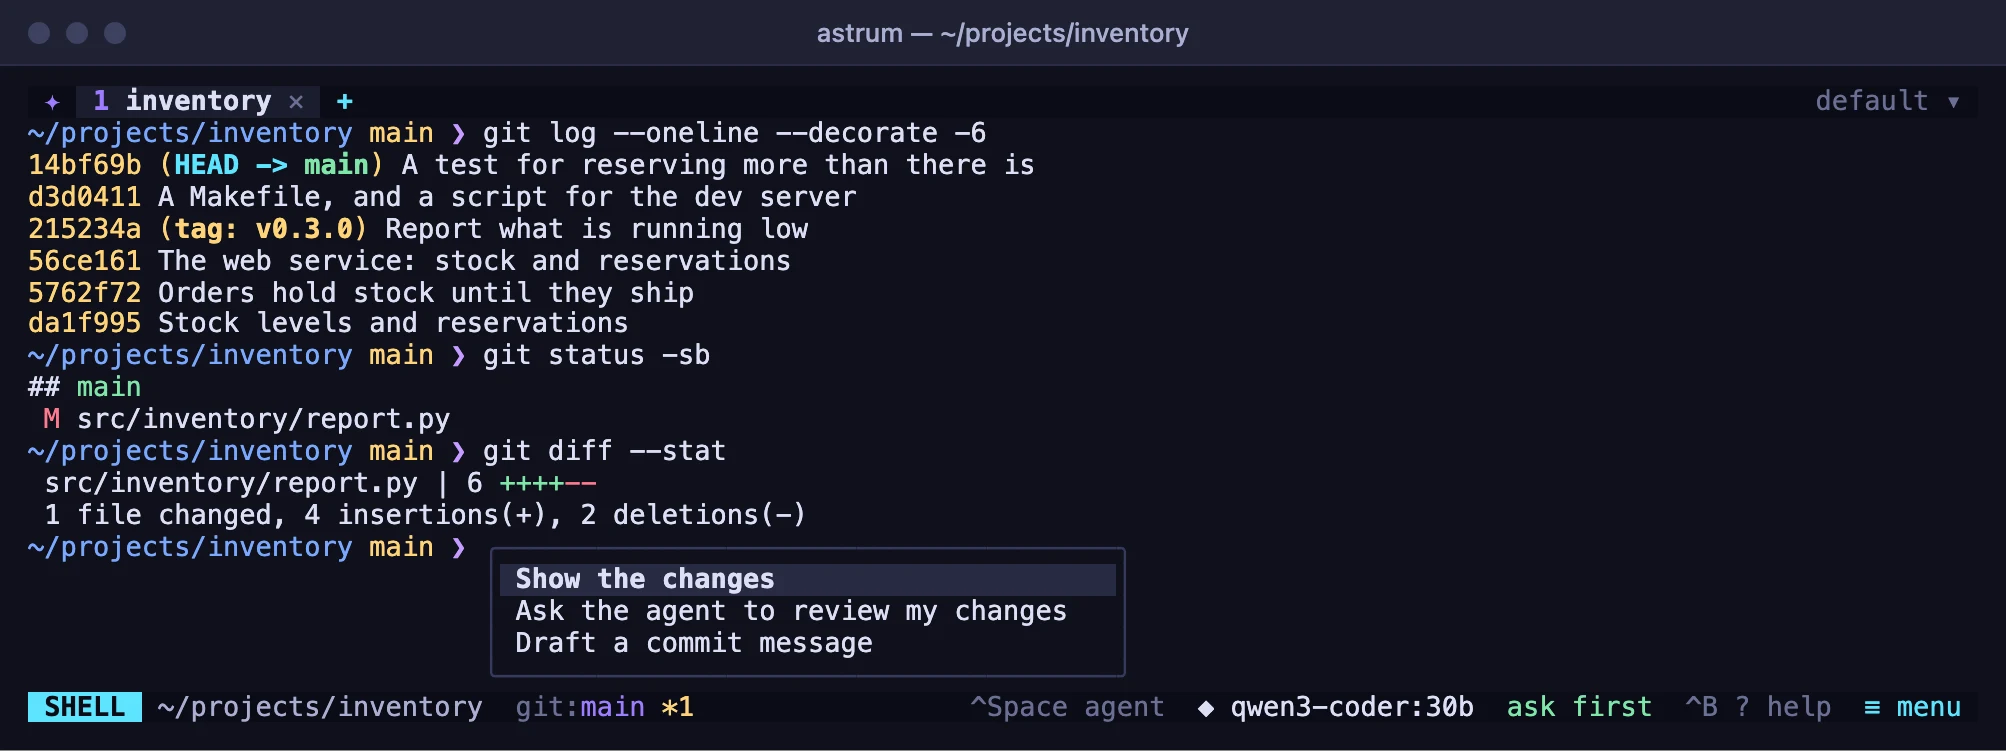 astrum — ~/projects/inventory
✦ 1 inventory × + default ▾
~/projects/inventory main ❯ git log --oneline --decorate -6
14bf69b (HEAD -> main) A test for reserving more than there is
d3d0411 A Makefile, and a script for the dev server
215234a (tag: v0.3.0) Report what is running low
56ce161 The web service: stock and reservations
5762f72 Orders hold stock until they ship
da1f995 Stock levels and reservations
~/projects/inventory main ❯ git status -sb
## main
 M src/inventory/report.py
~/projects/inventory main ❯ git diff --stat
 src/inventory/report.py | 6 ++++--
 1 file changed, 4 insertions(+), 2 deletions(-)
~/projects/inventory main ❯
Show the changes
Ask the agent to review my changes
Draft a commit message
SHELL ~/projects/inventory git:main *1 ^Space agent ◆ qwen3-coder:30b ask first ^B ? help ≡ menu